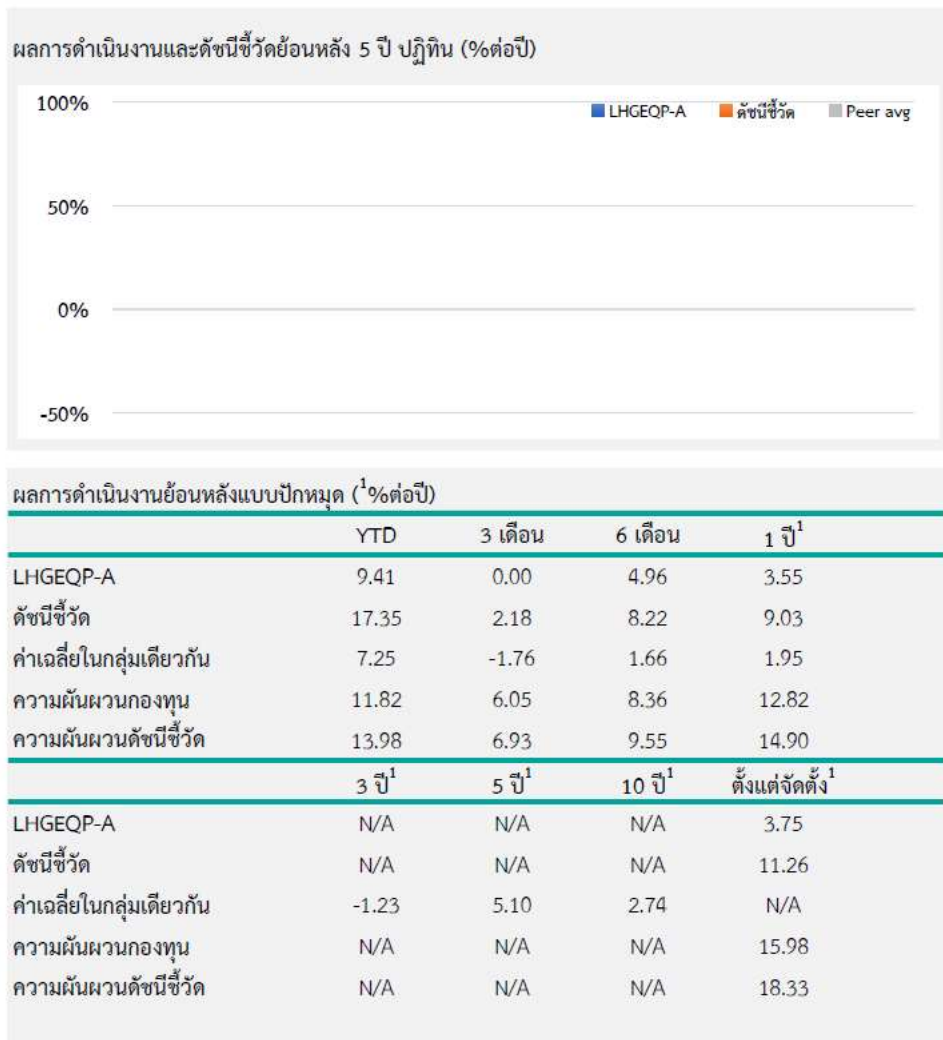 ผลการดำเนินงานและดัชนีชี้วัดย้อนหลัง 5 ปี ปฏิทิน (%ต่อปี)
100%
LHGEQP-A ดัชนีชี้วัด Peer avg
50%
0%
-50%
ผลการดำเนินงานย้อนหลังแบบปักหมุด (¹%ต่อปี)
YTD 3 เดือน 6 เดือน 1 ปี¹
LHGEQP-A 9.41 0.00 4.96 3.55
ดัชนีชี้วัด 17.35 2.18 8.22 9.03
ค่าเฉลี่ยในกลุ่มเดียวกัน 7.25 -1.76 1.66 1.95
ความผันผวนกองทุน 11.82 6.05 8.36 12.82
ความผันผวนดัชนีชี้วัด 13.98 6.93 9.55 14.90
3 ปี¹ 5 ปี¹ 10 ปี¹ ตั้งแต่จัดตั้ง¹
LHGEQP-A N/A N/A N/A 3.75
ดัชนีชี้วัด N/A N/A N/A 11.26
ค่าเฉลี่ยในกลุ่มเดียวกัน -1.23 5.10 2.74 N/A
ความผันผวนกองทุน N/A N/A N/A 15.98
ความผันผวนดัชนีชี้วัด N/A N/A N/A 18.33